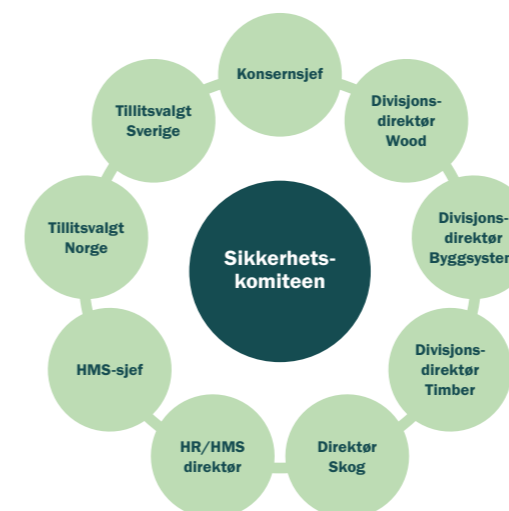 Konsernsjef
Divisjons-
direktør
Wood
Divisjons-
direktør
Byggsystem
Divisjons-
direktør
Timber
Direktør
Skog
HR/HMS
direktør
HMS-sjef
Tillitsvalgt
Norge
Tillitsvalgt
Sverige
Sikkerhets-
komiteen